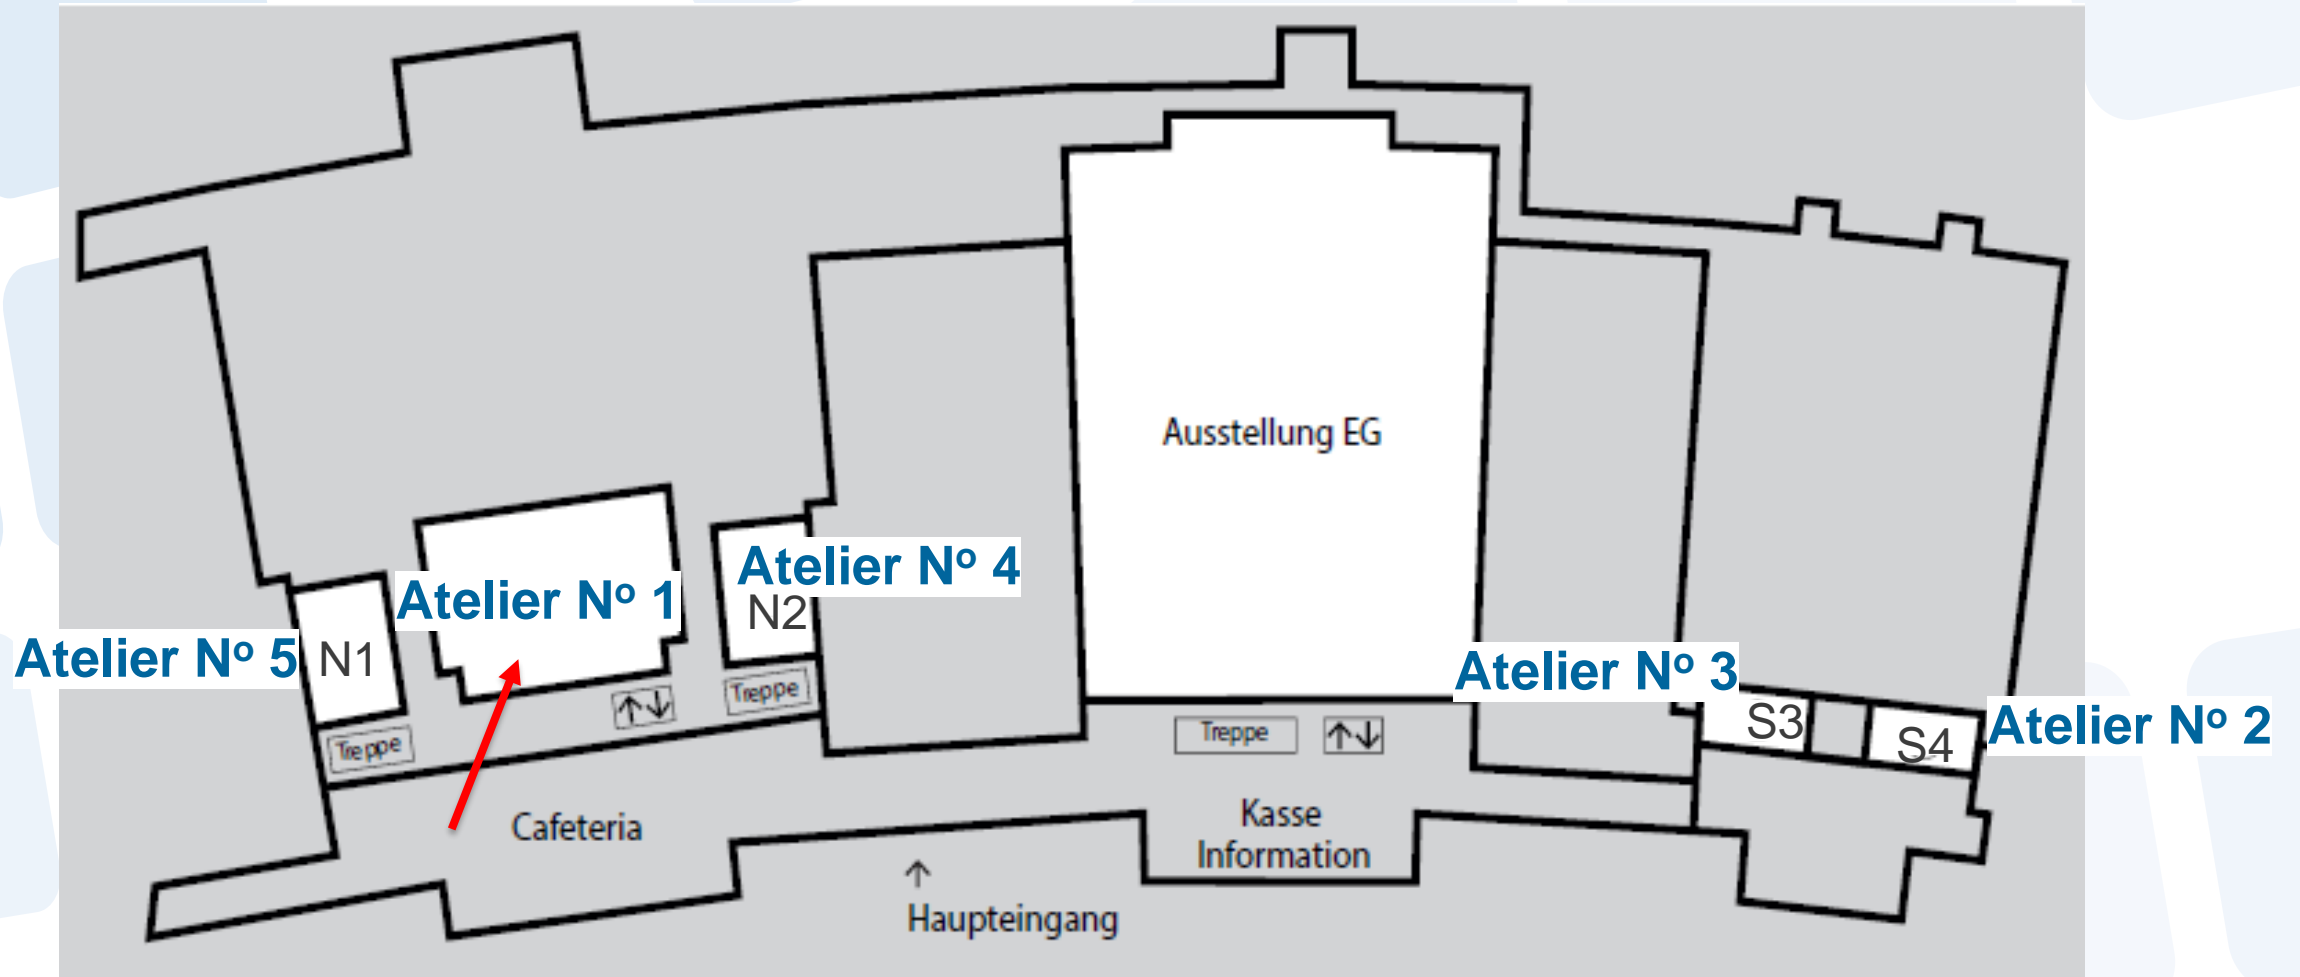 Ausstellung EG
Atelier Nº 4
N2
Atelier Nº 1
Atelier Nº 5
N1
Atelier Nº 3
S3
Atelier Nº 2
S4
Treppe
Treppe
Treppe
Cafeteria
Kasse
Information
Haupteingang